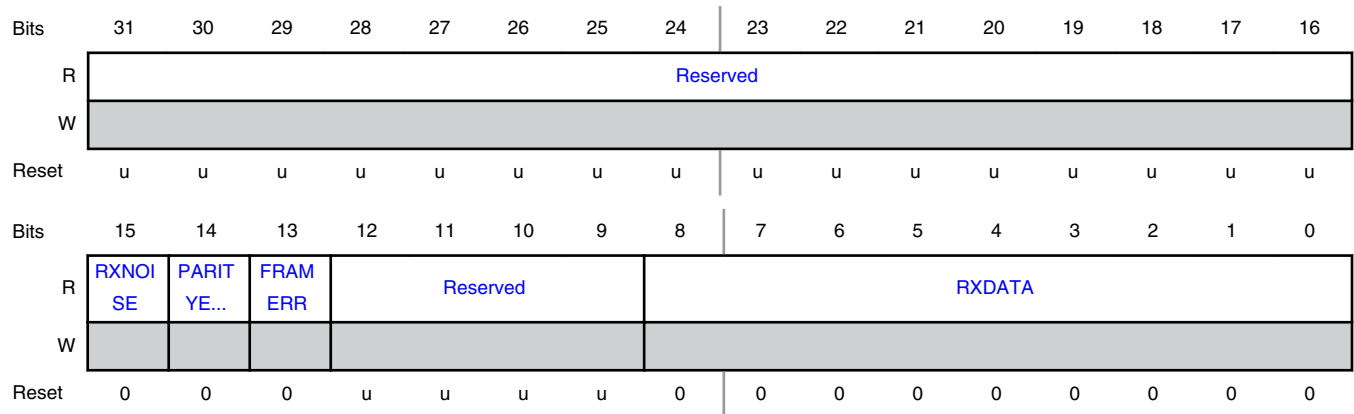 Bits 31 30 29 28 27 26 25 24 23 22 21 20 19 18 17 16
R Reserved
W
Reset u u u u u u u u u u u u u u u u
Bits 15 14 13 12 11 10 9 8 7 6 5 4 3 2 1 0
RXNOI PARIT FRAM
R Reserved RXDATA
SE YE... ERR
W
Reset 0 0 0 u u u u 0 0 0 0 0 0 0 0 0